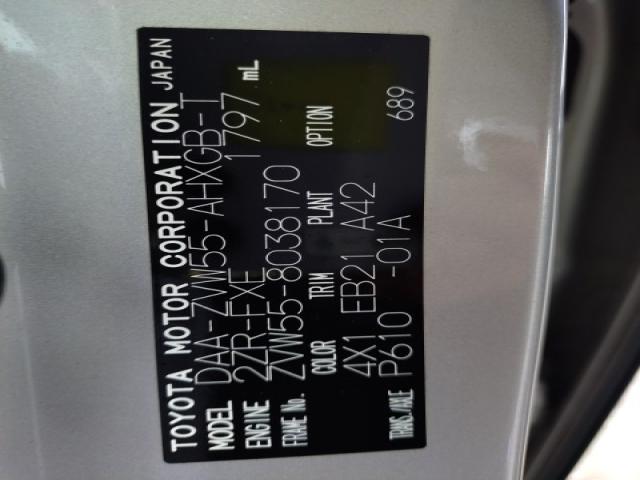 TOYOTA MOTOR CORPORATION JAPAN
MODEL DAA-ZVW55-AHXGB-T
ENGINE 2ZR-FXE 1797 mL
FRAME No. ZVW55-8038170
COLOR TRIM PLANT OPTION
4X1 EB21 A42
P610 -01A 689
TRANS./AXLE